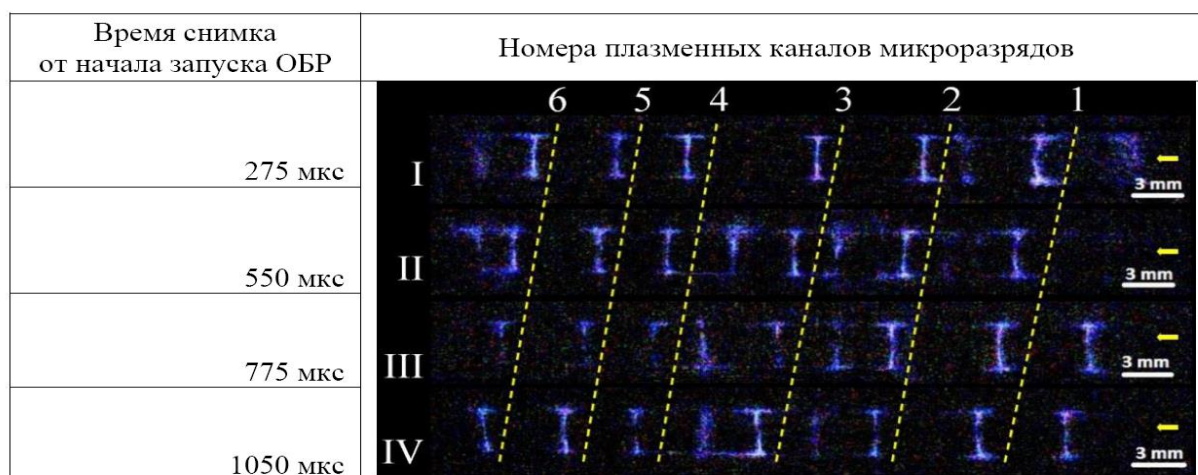 Время снимка
от начала запуска ОБР
Номера плазменных каналов микроразрядов
6 5 4 3 2 1
275 мкс
I
3 mm
550 мкс
II
3 mm
775 мкс
III
3 mm
1050 мкс
IV
3 mm